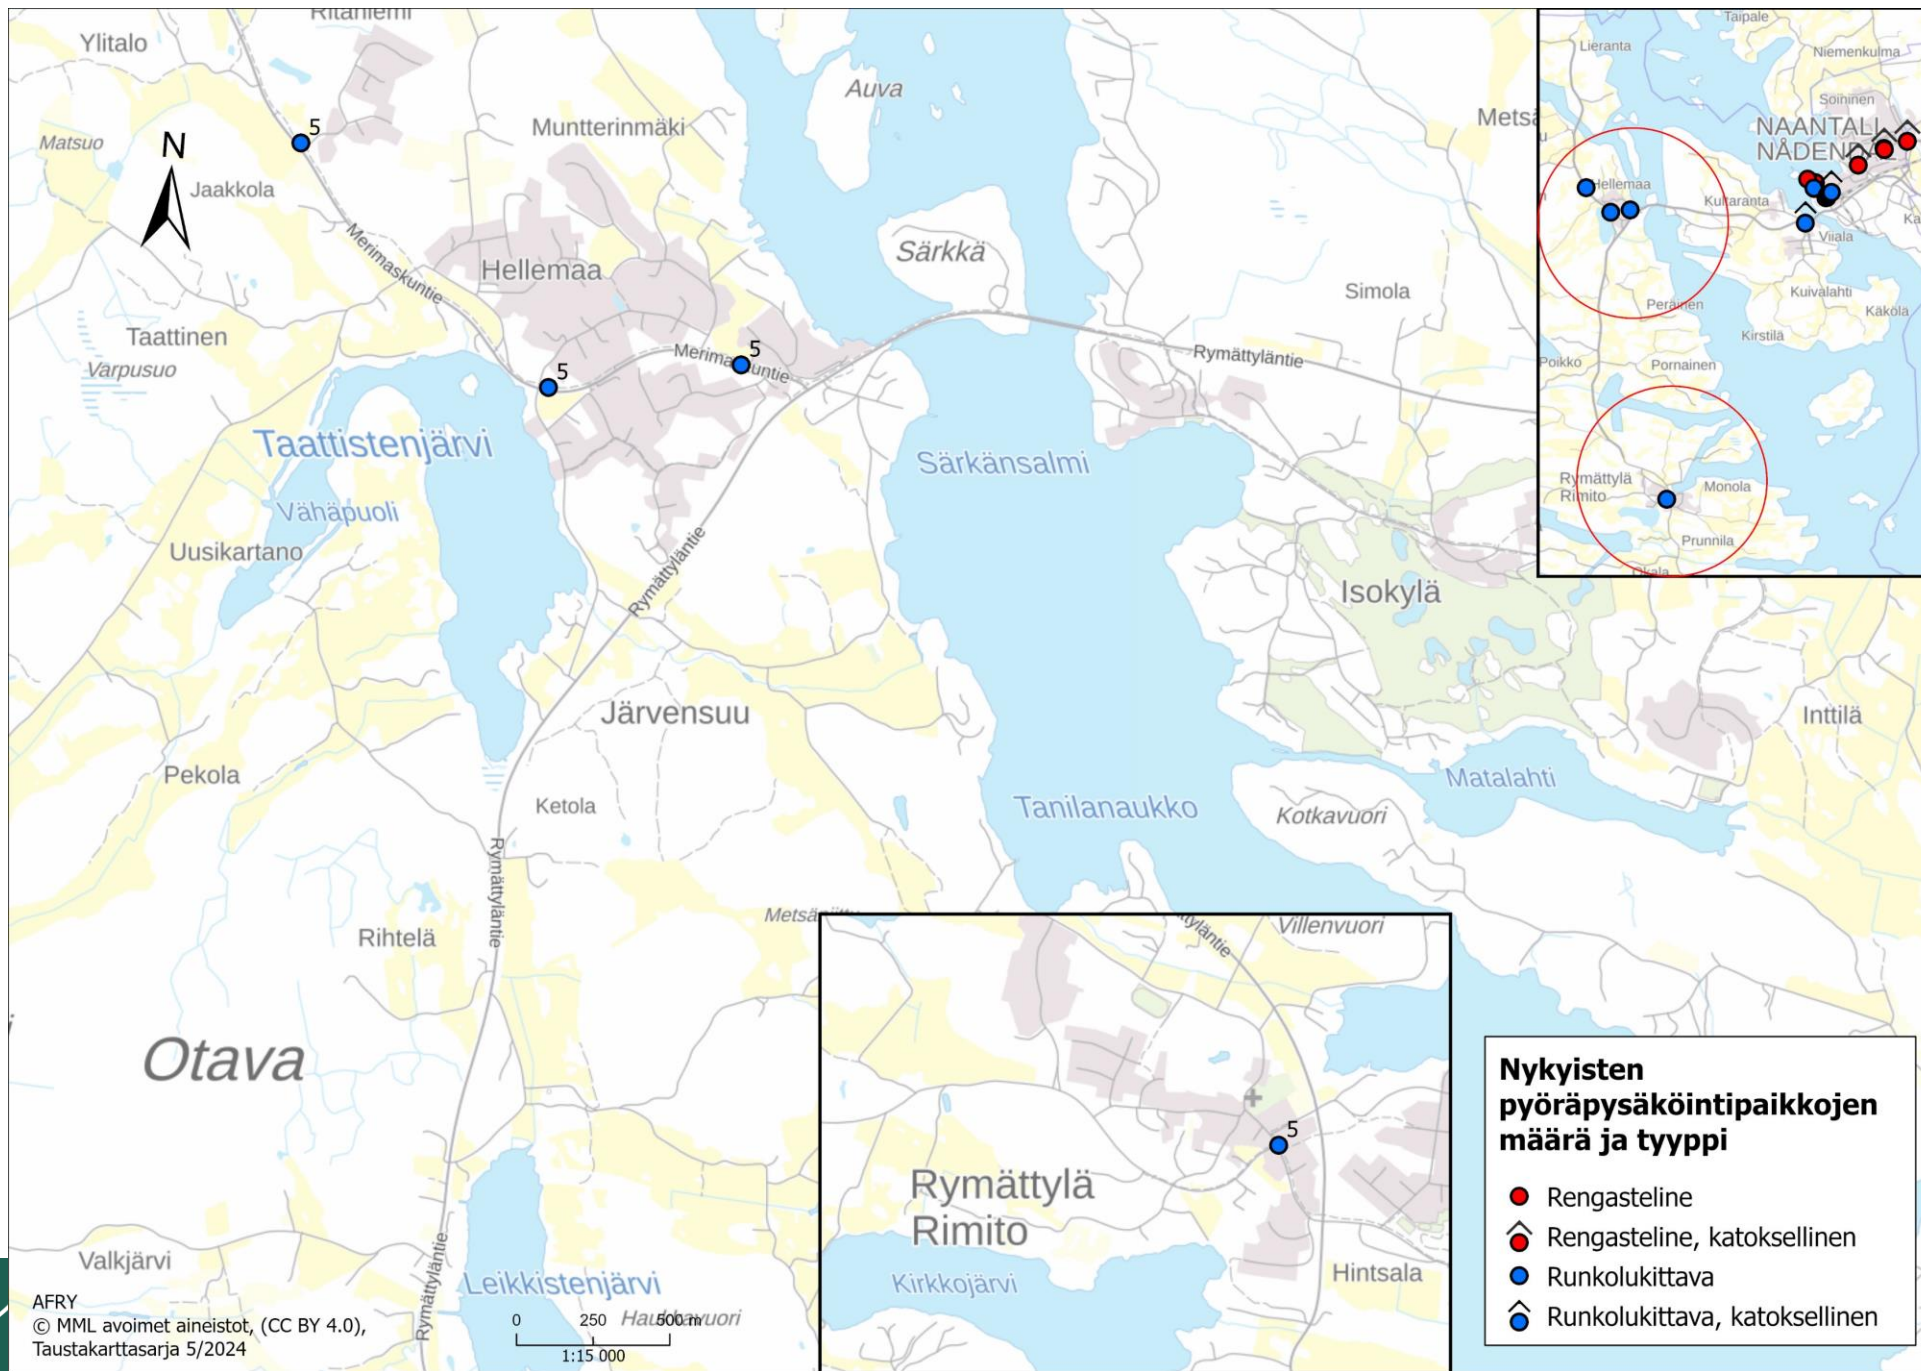 Ritaniemi
Ylitalo
Auva
Muntterinmäki
Matsuo
5
N
Jaakkola
Merimaskuntie
Hellemaa
Särkkä
Simola
Taattinen
Varpusuo
5
5
Rymättyläntie
Taattistenjärvi
Särkänsalmi
Vähäpuoli
Uusikartano
Rymättyläntie
Isokylä
Järvensuu
Inttilä
Pekola
Ketola
Tanilanaukko
Matalahti
Kotkavuori
Rymättyläntie
Rihtelä
Otava
Valkjärvi
Leikkistenjärvi
Rymättyläntie
AFRY
© MML avoimet aineistot, (CC BY 4.0),
Taustakarttasarja 5/2024
0 250 500 m
1:15 000
Villenvuori
5
Rymättylä
Rimito
Kirkkojärvi
Hintsala
Taipale
Lieranta
Niemenkulma
Soininen
NAANTALI
Hellemaa
Kultaranta
Viiala
Kuivalahti
Käkölä
Peräinen
Kirstilä
Poikko
Pornainen
Rymättylä
Rimito
Monola
Prunnila
Nykyisten
pyöräpysäköintipaikkojen
määrä ja tyyppi
Rengasteline
Rengasteline, katoksellinen
Runkolukittava
Runkolukittava, katoksellinen